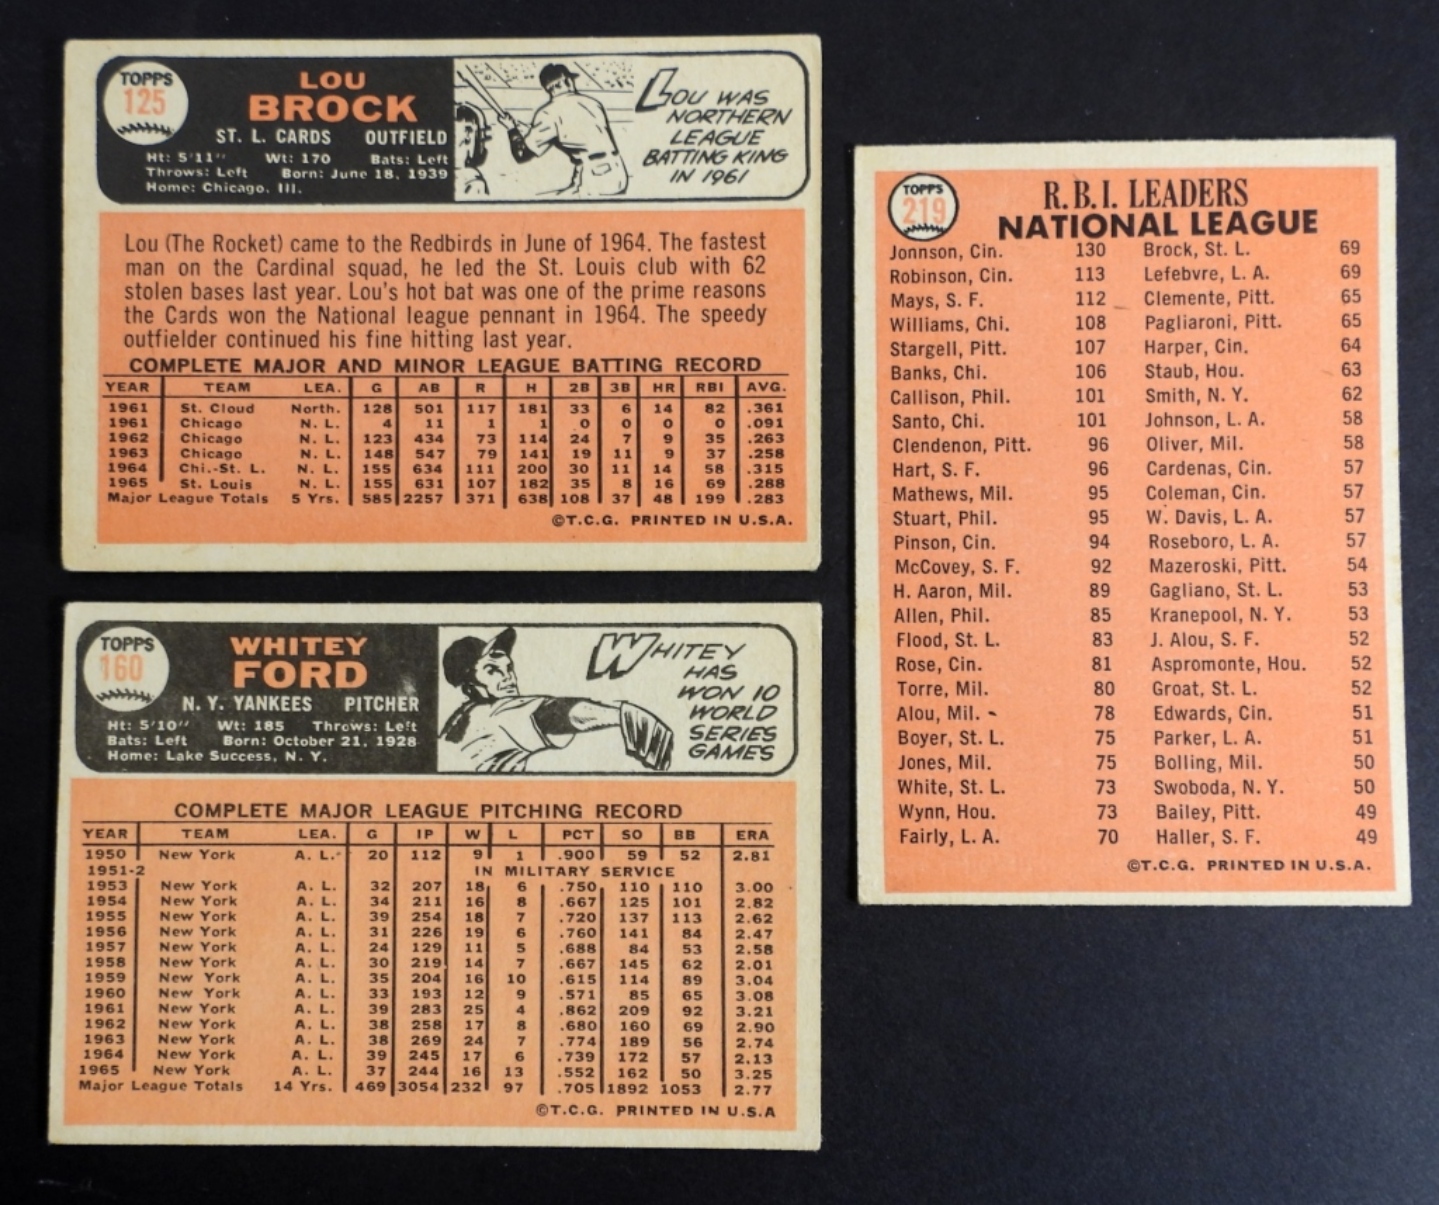 TOPPS
125
LOU
BROCK
ST. L. CARDS OUTFIELD
Ht: 5'11" Wt: 170 Bats: Left
Throws: Left Born: June 18, 1939
Home: Chicago, Ill.
LOU WAS
NORTHERN
LEAGUE
BATTING KING
IN 1961
Lou (The Rocket) came to the Redbirds in June of 1964. The fastest
man on the Cardinal squad, he led the St. Louis club with 62
stolen bases last year. Lou's hot bat was one of the prime reasons
the Cards won the National league pennant in 1964. The speedy
outfielder continued his fine hitting last year.
COMPLETE MAJOR AND MINOR LEAGUE BATTING RECORD
YEAR TEAM LEA. G AB R H 2B 3B HR RBI AVG.
1961 St. Cloud North. 128 501 117 181 33 6 14 82 .361
1961 Chicago N. L. 4 11 1 1 0 0 0 0 .091
1962 Chicago N. L. 123 434 73 114 24 7 9 35 .263
1963 Chicago N. L. 148 547 79 141 19 11 9 37 .258
1964 Chi.-St. L. N. L. 155 634 111 200 30 11 14 58 .315
1965 St. Louis N. L. 155 631 107 182 35 8 16 69 .288
Major League Totals 5 Yrs. 585 2257 371 638 108 37 48 199 .283
©T.C.G. PRINTED IN U.S.A.
TOPPS
160
WHITEY
FORD
N. Y. YANKEES PITCHER
Ht: 5'10" Wt: 185 Throws: Left
Bats: Left Born: October 21, 1928
Home: Lake Success, N. Y.
WHITEY
HAS
WON 10
WORLD
SERIES
GAMES
COMPLETE MAJOR LEAGUE PITCHING RECORD
YEAR TEAM LEA. G IP W L PCT SO BB ERA
1950 New York A. L. 20 112 9 1 .900 59 52 2.81
1951-2 IN MILITARY SERVICE
1953 New York A. L. 32 207 18 6 .750 110 110 3.00
1954 New York A. L. 34 211 16 8 .667 125 101 2.82
1955 New York A. L. 39 254 18 7 .720 137 113 2.62
1956 New York A. L. 31 226 19 6 .760 141 84 2.47
1957 New York A. L. 24 129 11 5 .688 84 53 2.58
1958 New York A. L. 30 219 14 7 .667 145 62 2.01
1959 New York A. L. 35 204 16 10 .615 114 89 3.04
1960 New York A. L. 33 193 12 9 .571 85 65 3.08
1961 New York A. L. 39 283 25 4 .862 209 92 3.21
1962 New York A. L. 38 258 17 8 .680 160 69 2.90
1963 New York A. L. 38 269 24 7 .774 189 56 2.74
1964 New York A. L. 39 245 17 6 .739 172 57 2.13
1965 New York A. L. 37 244 16 13 .552 162 50 3.25
Major League Totals 14 Yrs. 469 3054 232 97 .705 1892 1053 2.77
©T.C.G. PRINTED IN U.S.A
TOPPS
219
R.B.I. LEADERS
NATIONAL LEAGUE
Johnson, Cin. 130 Brock, St. L. 69
Robinson, Cin. 113 Lefebvre, L. A. 69
Mays, S. F. 112 Clemente, Pitt. 65
Williams, Chi. 108 Pagliaroni, Pitt. 65
Stargell, Pitt. 107 Harper, Cin. 64
Banks, Chi. 106 Staub, Hou. 63
Callison, Phil. 101 Smith, N. Y. 62
Santo, Chi. 101 Johnson, L. A. 58
Clendenon, Pitt. 96 Oliver, Mil. 58
Hart, S. F. 96 Cardenas, Cin. 57
Mathews, Mil. 95 Coleman, Cin. 57
Stuart, Phil. 95 W. Davis, L. A. 57
Pinson, Cin. 94 Roseboro, L. A. 57
McCovey, S. F. 92 Mazeroski, Pitt. 54
H. Aaron, Mil. 89 Gagliano, St. L. 53
Allen, Phil. 85 Kranepool, N. Y. 53
Flood, St. L. 83 J. Alou, S. F. 52
Rose, Cin. 81 Aspromonte, Hou. 52
Torre, Mil. 80 Groat, St. L. 52
Alou, Mil. 78 Edwards, Cin. 51
Boyer, St. L. 75 Parker, L. A. 51
Jones, Mil. 75 Bolling, Mil. 50
White, St. L. 73 Swoboda, N. Y. 50
Wynn, Hou. 73 Bailey, Pitt. 49
Fairly, L. A. 70 Haller, S. F. 49
©T.C.G. PRINTED IN U.S.A.